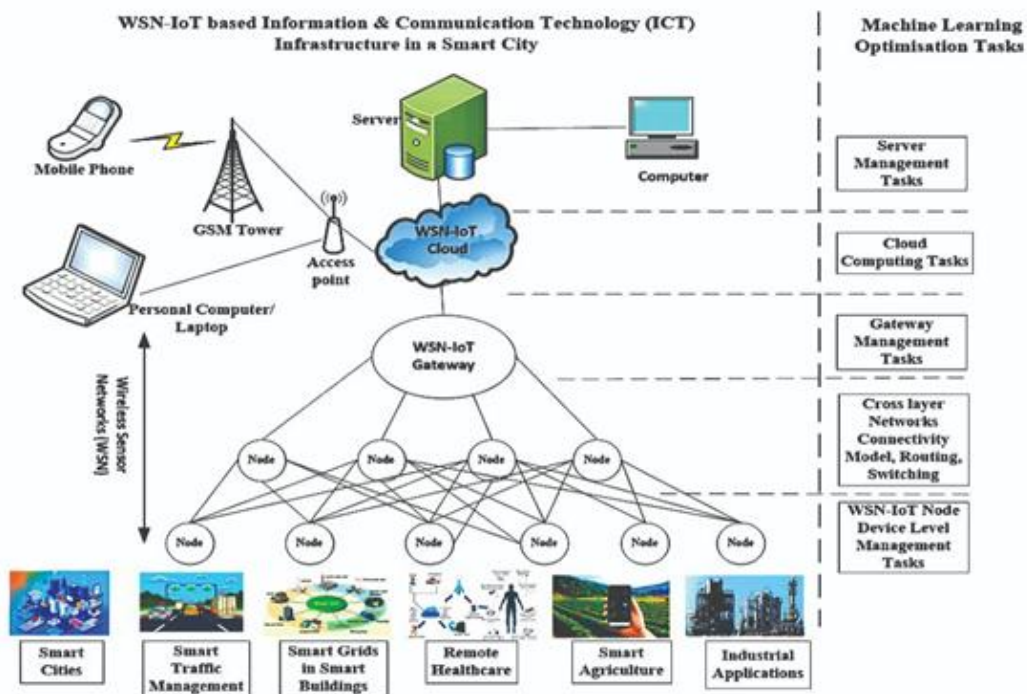 WSN-IoT based Information & Communication Technology (ICT)
Infrastructure in a Smart City
Machine Learning
Optimisation Tasks
Server
Mobile Phone
Computer
GSM Tower
WSN-IoT
Cloud
Access
point
Personal Computer/
Laptop
WSN-IoT
Gateway
Wireless Sensor
Networks (WSN)
Node
Node
Node
Node
Node
Node
Node
Node
Node
Node
Server
Management
Tasks
Cloud
Computing Tasks
Gateway
Management
Tasks
Cross layer
Networks
Connectivity
Model, Routing,
Switching
WSN-IoT Node
Device Level
Management
Tasks
Smart
Cities
Smart
Traffic
Management
Smart Grids
in Smart
Buildings
Remote
Healthcare
Smart
Agriculture
Industrial
Applications